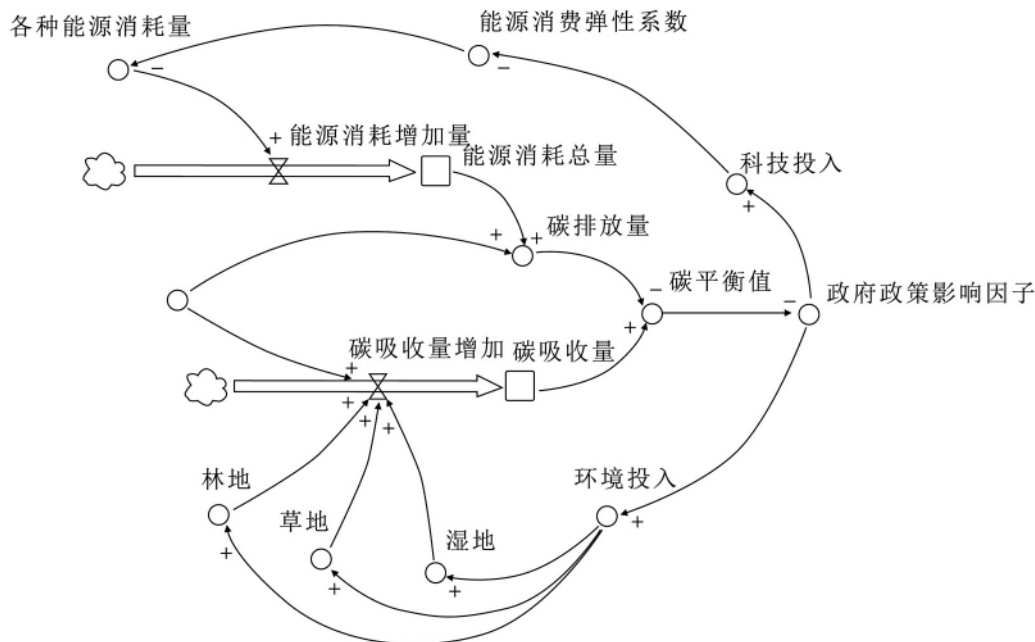 各种能源消耗量
能源消费弹性系数
−
−
+
能源消耗增加量
能源消耗总量
科技投入
+
+
+
碳排放量
−
碳平衡值
−
政府政策影响因子
+
碳吸收量增加
碳吸收量
+
+
+
+
林地
环境投入
草地
湿地
+
+
+
+